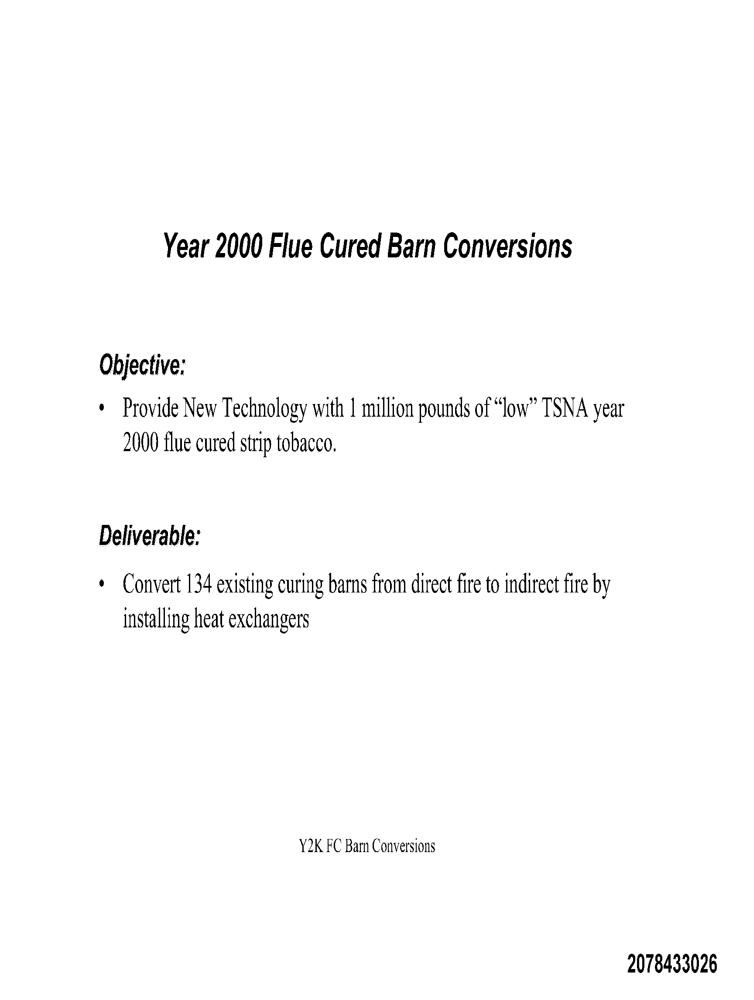 Year 2000 Flue Cured Barn Conversions
Objective:
• Provide New Technology with 1 million pounds of “low” TSNA year
2000 flue cured strip tobacco.
Deliverable:
• Convert 134 existing curing barns from direct fire to indirect fire by
installing heat exchangers
Y2K FC Barn Conversions
2078433026